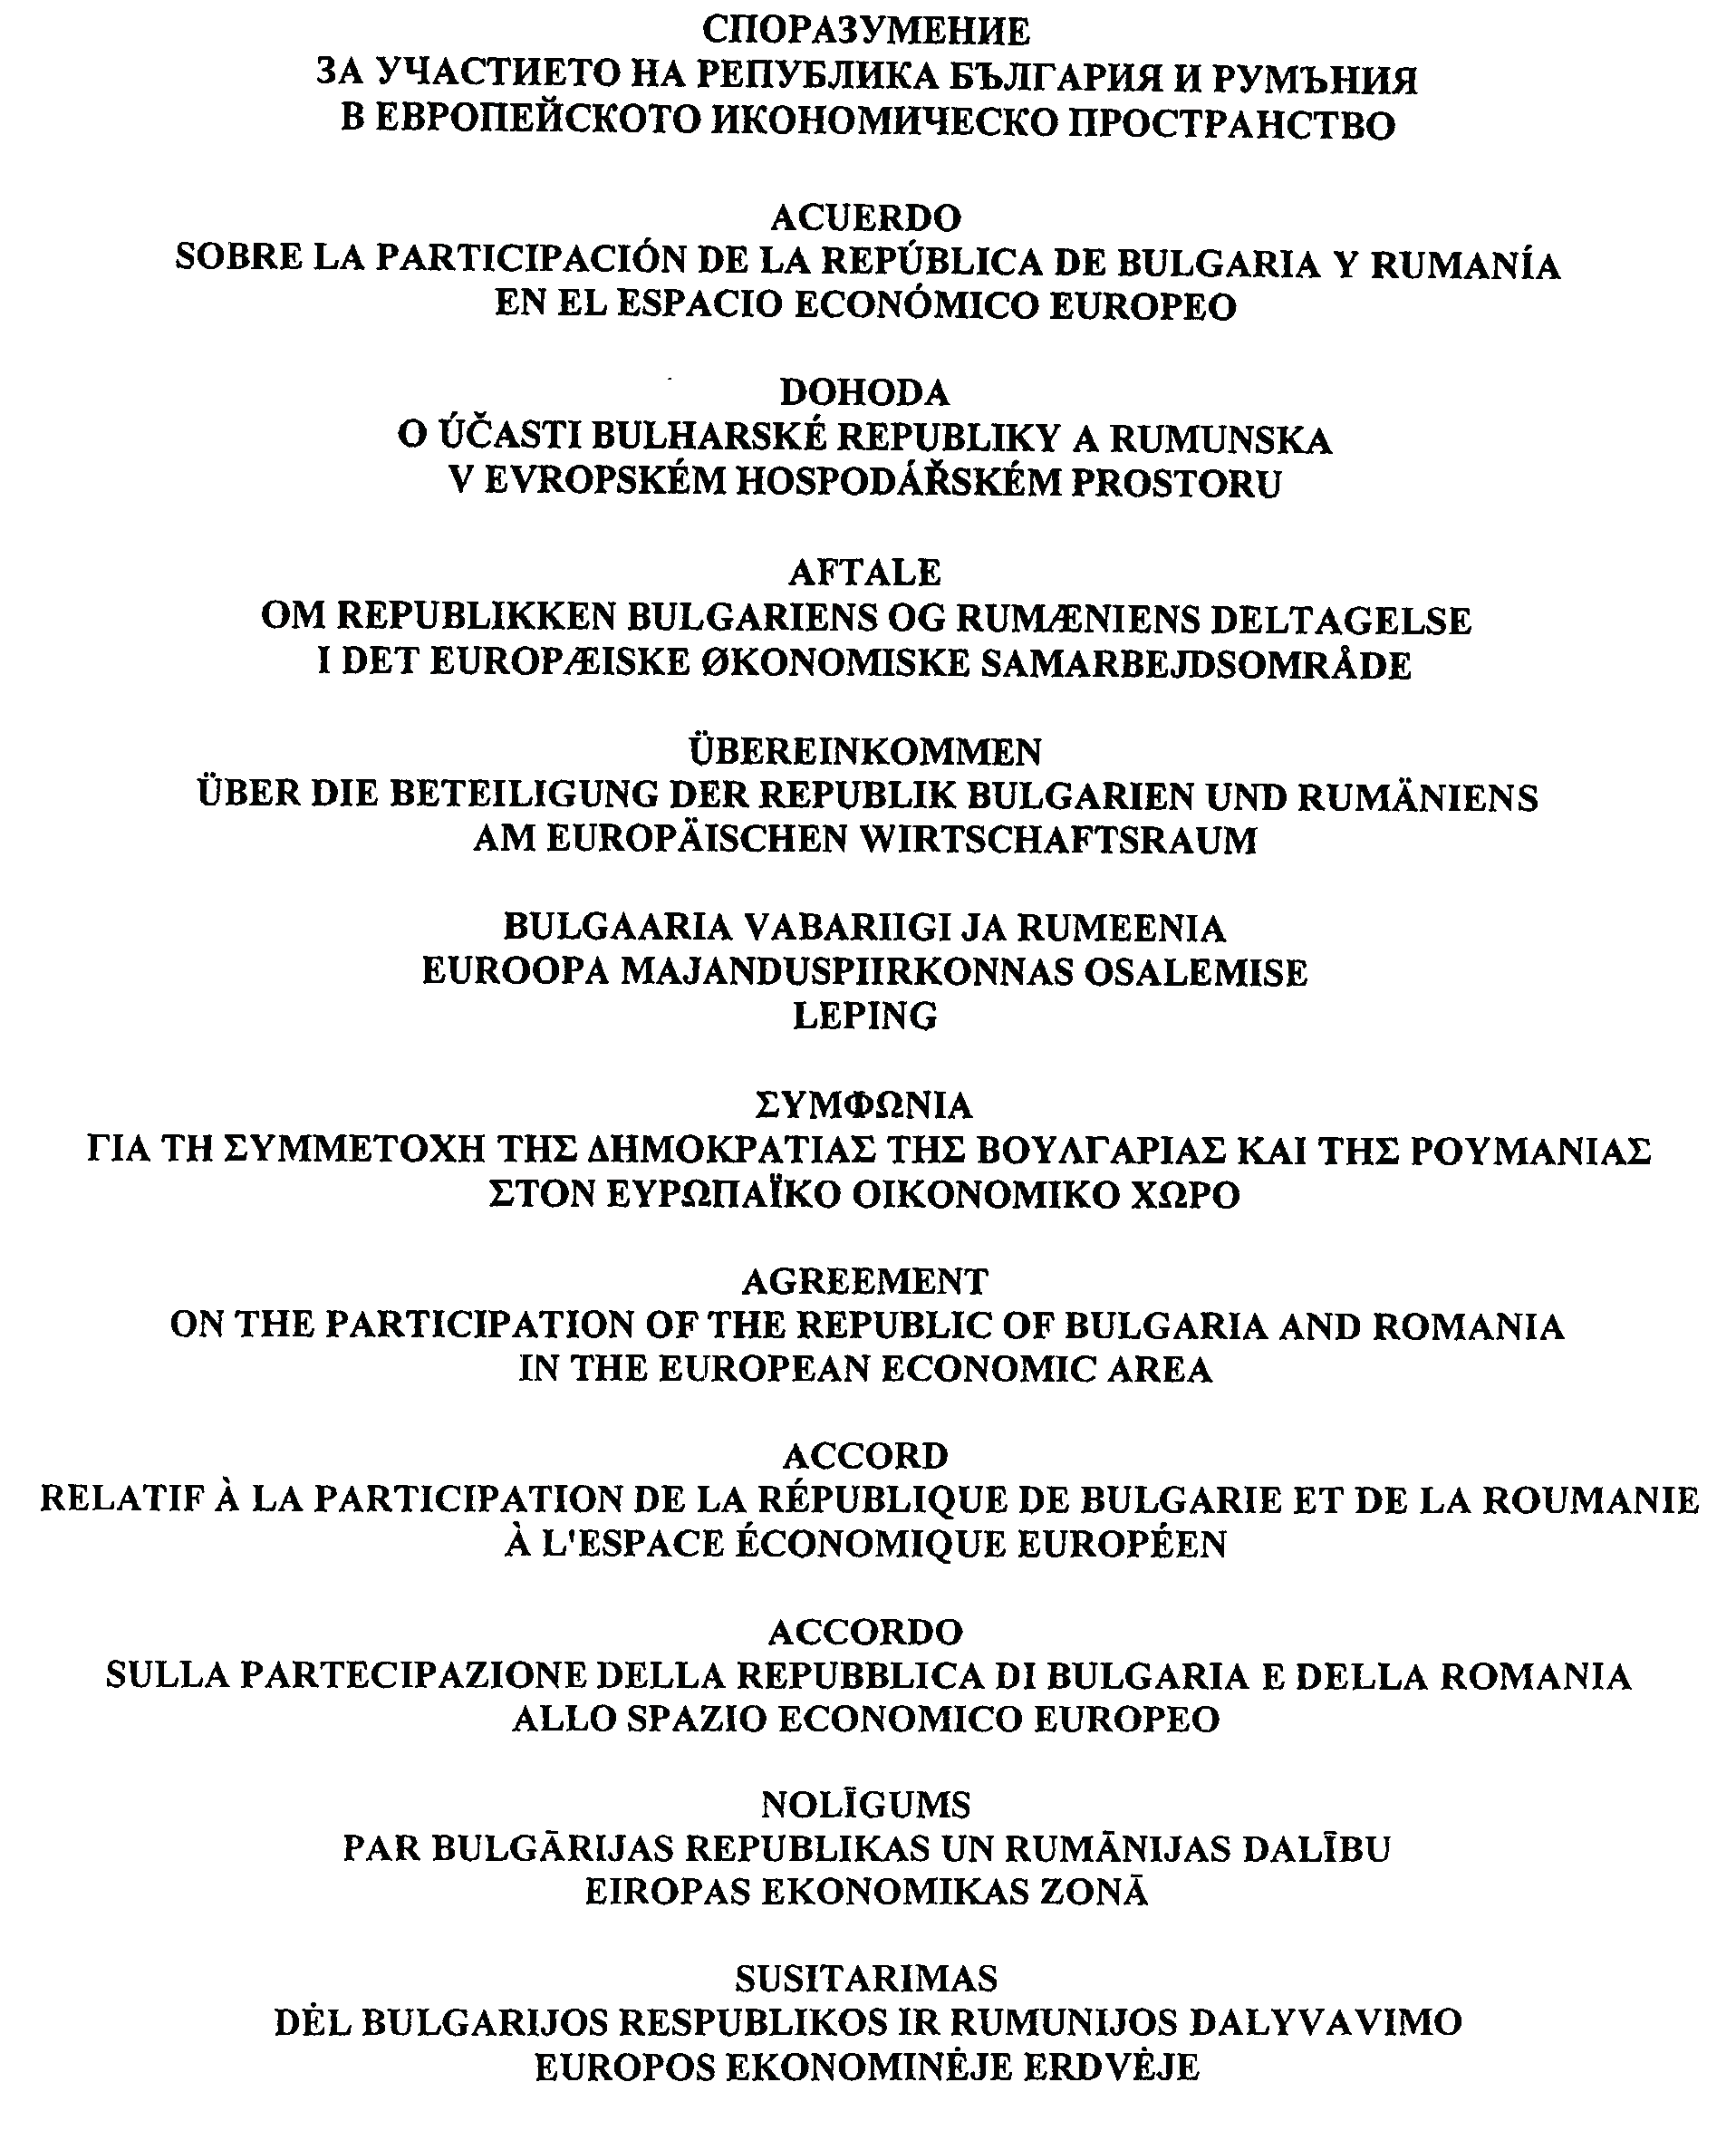 СПОРАЗУМЕНИЕ
ЗА УЧАСТИЕТО НА РЕПУБЛИКА БЪЛГАРИЯ И РУМЪНИЯ
В ЕВРОПЕЙСКОТО ИКОНОМИЧЕСКО ПРОСТРАНСТВО
ACUERDO
SOBRE LA PARTICIPACIÓN DE LA REPÚBLICA DE BULGARIA Y RUMANÍA
EN EL ESPACIO ECONÓMICO EUROPEO
DOHODA
O ÚČASTI BULHARSKÉ REPUBLIKY A RUMUNSKA
V EVROPSKÉM HOSPODÁŘSKÉM PROSTORU
AFTALE
OM REPUBLIKKEN BULGARIENS OG RUMÆNIENS DELTAGELSE
I DET EUROPÆISKE ØKONOMISKE SAMARBEJDSOMRÅDE
ÜBEREINKOMMEN
ÜBER DIE BETEILIGUNG DER REPUBLIK BULGARIEN UND RUMÄNIENS
AM EUROPÄISCHEN WIRTSCHAFTSRAUM
BULGAARIA VABARIIGI JA RUMEENIA
EUROOPA MAJANDUSPIIRKONNAS OSALEMISE
LEPING
ΣΥΜΦΩΝΙΑ
ΓΙΑ ΤΗ ΣΥΜΜΕΤΟΧΗ ΤΗΣ ΔΗΜΟΚΡΑΤΙΑΣ ΤΗΣ ΒΟΥΛΓΑΡΙΑΣ ΚΑΙ ΤΗΣ ΡΟΥΜΑΝΙΑΣ
ΣΤΟΝ ΕΥΡΩΠΑΪΚΟ ΟΙΚΟΝΟΜΙΚΟ ΧΩΡΟ
AGREEMENT
ON THE PARTICIPATION OF THE REPUBLIC OF BULGARIA AND ROMANIA
IN THE EUROPEAN ECONOMIC AREA
ACCORD
RELATIF À LA PARTICIPATION DE LA RÉPUBLIQUE DE BULGARIE ET DE LA ROUMANIE
À L'ESPACE ÉCONOMIQUE EUROPÉEN
ACCORDO
SULLA PARTECIPAZIONE DELLA REPUBBLICA DI BULGARIA E DELLA ROMANIA
ALLO SPAZIO ECONOMICO EUROPEO
NOLĪGUMS
PAR BULGĀRIJAS REPUBLIKAS UN RUMĀNIJAS DALĪBU
EIROPAS EKONOMIKAS ZONĀ
SUSITARIMAS
DĖL BULGARIJOS RESPUBLIKOS IR RUMUNIJOS DALYVAVIMO
EUROPOS EKONOMINĖJE ERDVĖJE